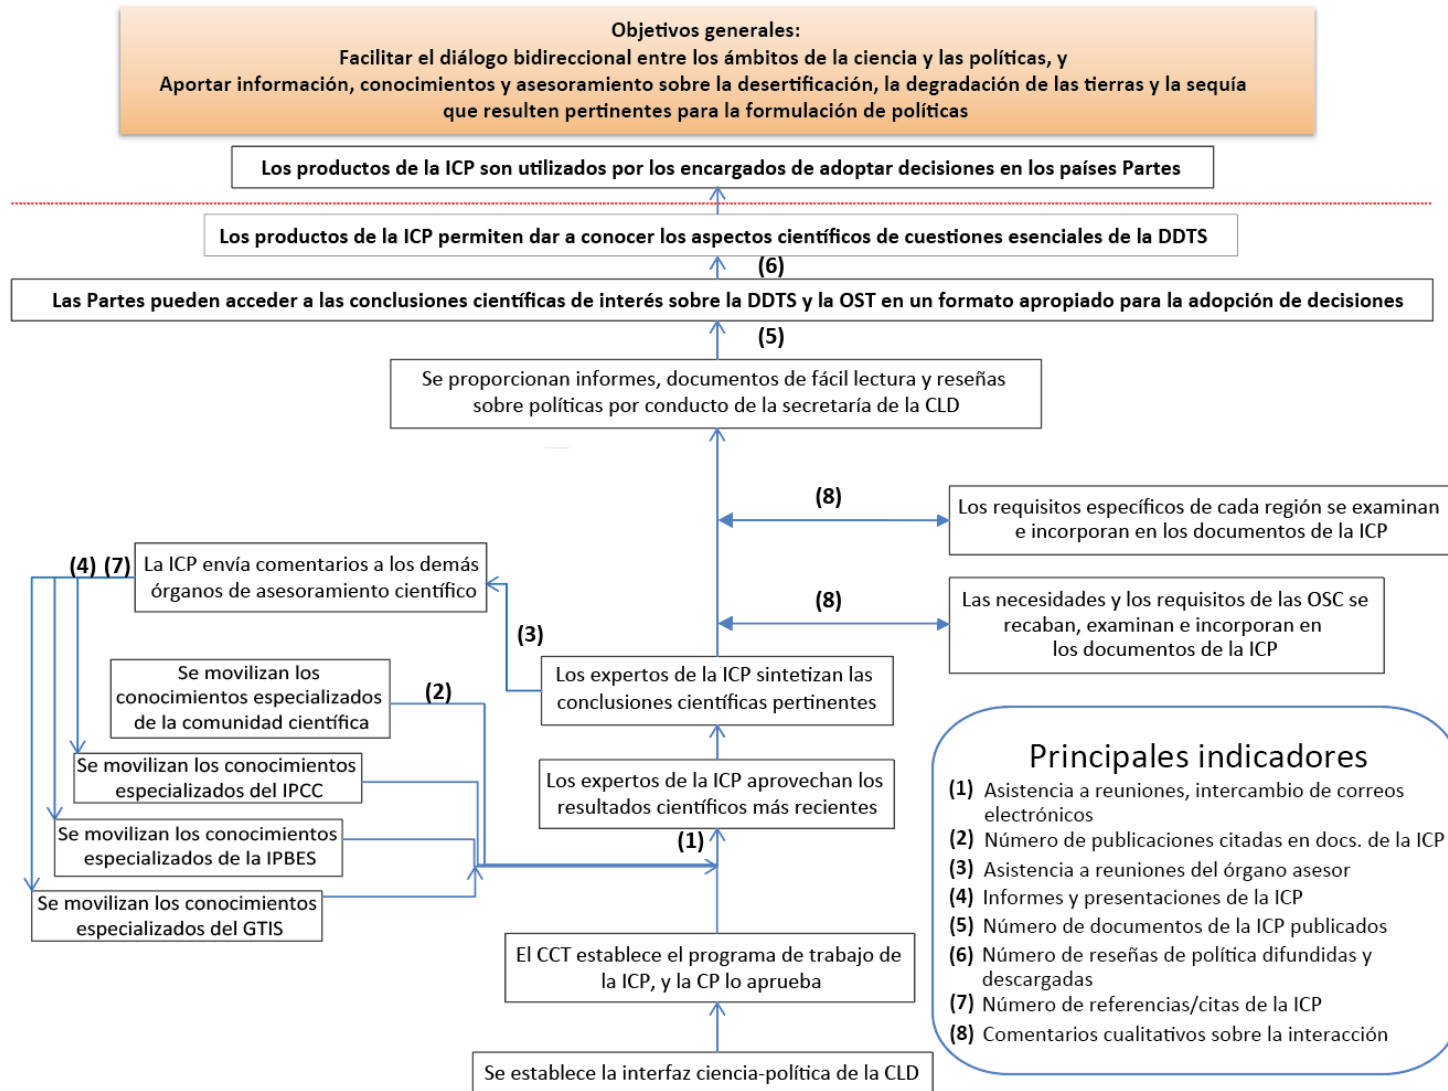 Objetivos generales:
Facilitar el diálogo bidireccional entre los ámbitos de la ciencia y las políticas, y
Aportar información, conocimientos y asesoramiento sobre la desertificación, la degradación de las tierras y la sequía
que resulten pertinentes para la formulación de políticas
Los productos de la ICP son utilizados por los encargados de adoptar decisiones en los países Partes
Los productos de la ICP permiten dar a conocer los aspectos científicos de cuestiones esenciales de la DDTS
(6)
Las Partes pueden acceder a las conclusiones científicas de interés sobre la DDTS y la OST en un formato apropiado para la adopción de decisiones
(5)
Se proporcionan informes, documentos de fácil lectura y reseñas
sobre políticas por conducto de la secretaría de la CLD
(8)
Los requisitos específicos de cada región se examinan
e incorporan en los documentos de la ICP
(4) (7)
La ICP envía comentarios a los demás
órganos de asesoramiento científico
(8)
Las necesidades y los requisitos de las OSC se
recaban, examinan e incorporan en
los documentos de la ICP
(3)
Se movilizan los
conocimientos especializados
de la comunidad científica
(2)
Los expertos de la ICP sintetizan las
conclusiones científicas pertinentes
Se movilizan los conocimientos
especializados del IPCC
Los expertos de la ICP aprovechan los
resultados científicos más recientes
Se movilizan los conocimientos
especializados de la IPBES
(1)
Se movilizan los conocimientos
especializados del GTIS
El CCT establece el programa de trabajo de
la ICP, y la CP lo aprueba
Se establece la interfaz ciencia-política de la CLD
Principales indicadores
(1) Asistencia a reuniones, intercambio de correos
electrónicos
(2) Número de publicaciones citadas en docs. de la ICP
(3) Asistencia a reuniones del órgano asesor
(4) Informes y presentaciones de la ICP
(5) Número de documentos de la ICP publicados
(6) Número de reseñas de política difundidas y
descargadas
(7) Número de referencias/citas de la ICP
(8) Comentarios cualitativos sobre la interacción